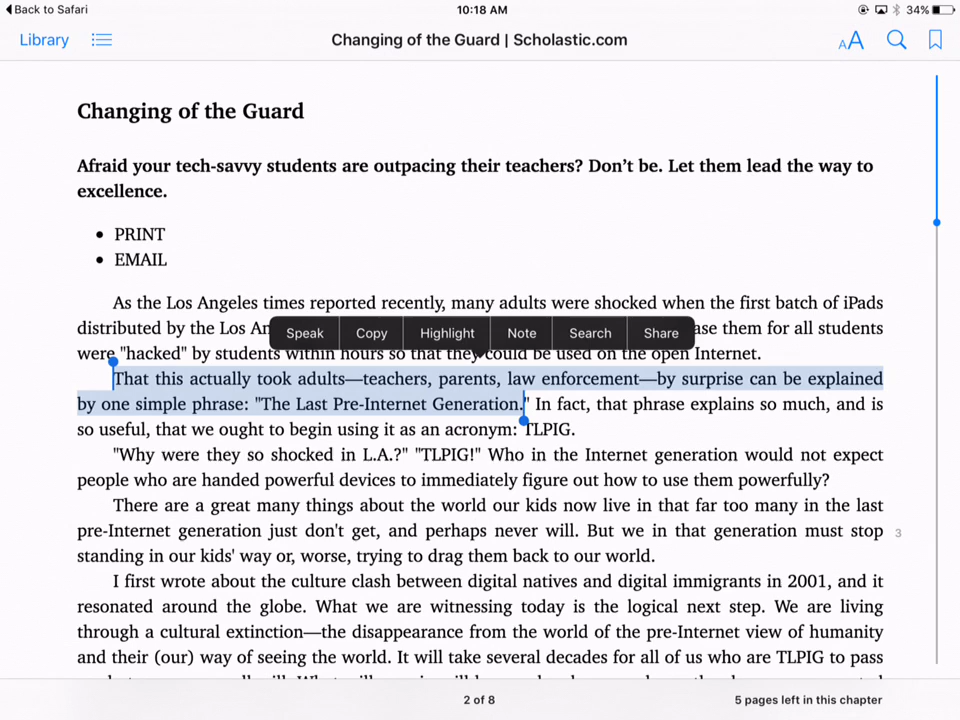 Back to Safari
10:18 AM
34%
Library
Changing of the Guard | Scholastic.com
AA
Changing of the Guard
Afraid your tech-savvy students are outpacing their teachers? Don’t be. Let them lead the way to
excellence.
• PRINT
• EMAIL
As the Los Angeles times reported recently, many adults were shocked when the first batch of iPads
distributed by the Los An
Speak Copy Highlight Note Search Share
ase them for all students
were "hacked" by students within hours so that they could be used on the open Internet.
That this actually took adults—teachers, parents, law enforcement—by surprise can be explained
by one simple phrase: "The Last Pre-Internet Generation." In fact, that phrase explains so much, and is
so useful, that we ought to begin using it as an acronym: TLPIG.
"Why were they so shocked in L.A.?" "TLPIG!" Who in the Internet generation would not expect
people who are handed powerful devices to immediately figure out how to use them powerfully?
There are a great many things about the world our kids now live in that far too many in the last
pre-Internet generation just don't get, and perhaps never will. But we in that generation must stop
3
standing in our kids' way or, worse, trying to drag them back to our world.
I first wrote about the culture clash between digital natives and digital immigrants in 2001, and it
resonated around the globe. What we are witnessing today is the logical next step. We are living
through a cultural extinction—the disappearance from the world of the pre-Internet view of humanity
and their (our) way of seeing the world. It will take several decades for all of us who are TLPIG to pass
2 of 8
5 pages left in this chapter